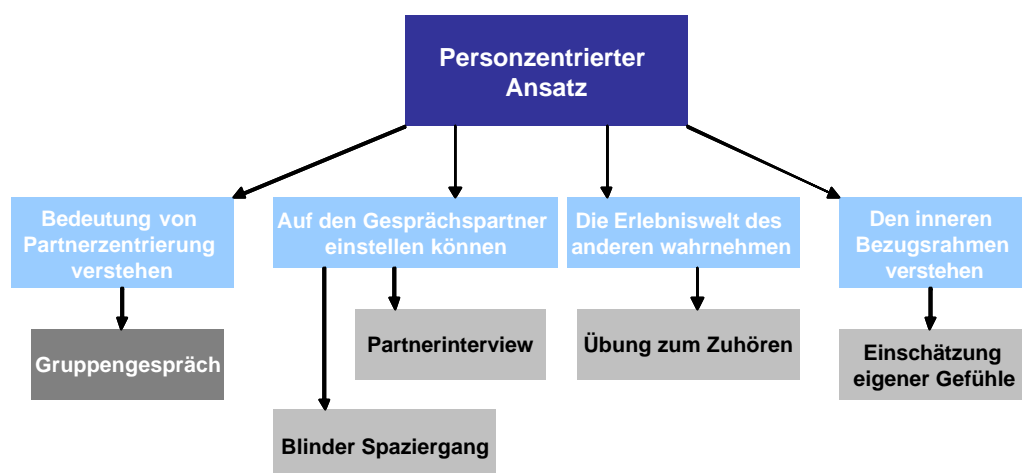 Personzentrierter
Ansatz
Bedeutung von
Partnerzentrierung
verstehen
Auf den Gesprächspartner
einstellen können
Die Erlebniswelt des
anderen wahrnehmen
Den inneren
Bezugsrahmen
verstehen
Gruppengespräch
Partnerinterview
Übung zum Zuhören
Einschätzung
eigener Gefühle
Blinder Spaziergang